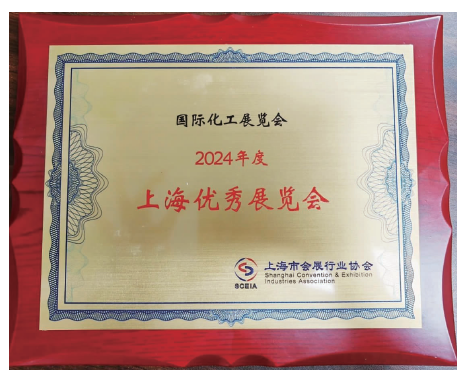 国际化工展览会
2024年度
上海优秀展览会
上海市会展行业协会
Shanghai Convention & Exhibition
Industries Association
SCEIA